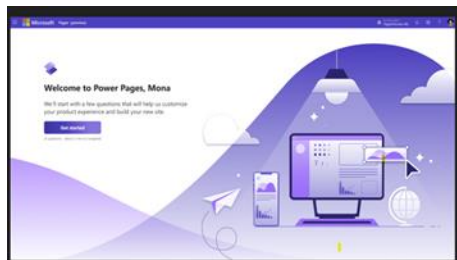 Microsoft Power
Welcome to Power Pages, Mona
We'll start with a few questions that will help us customize
your product experience and build your new site.
Get started